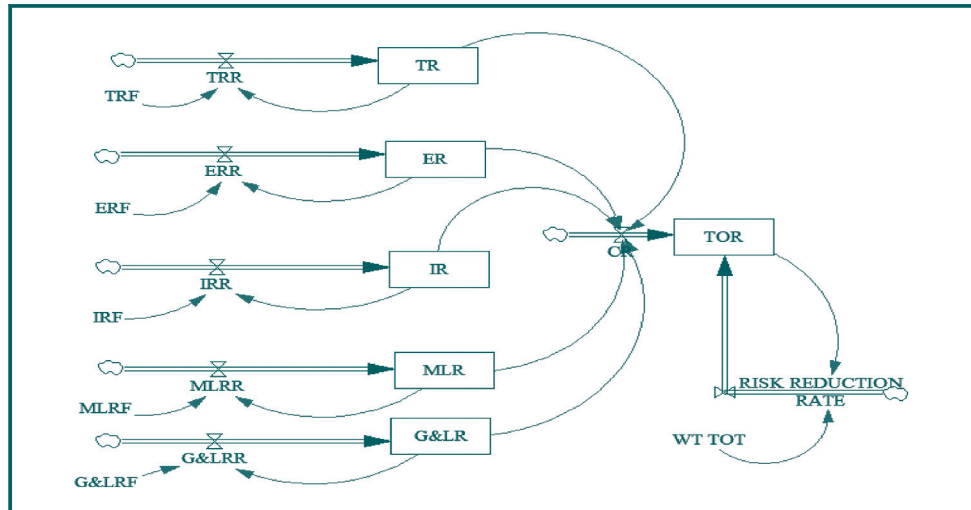 TR
TRR
TRF
ER
ERR
ERF
IR
IRR
IRF
CR
TOR
MLR
MLRR
MLRF
G&LR
G&LRR
G&LRF
RISK REDUCTION
RATE
WT TOT